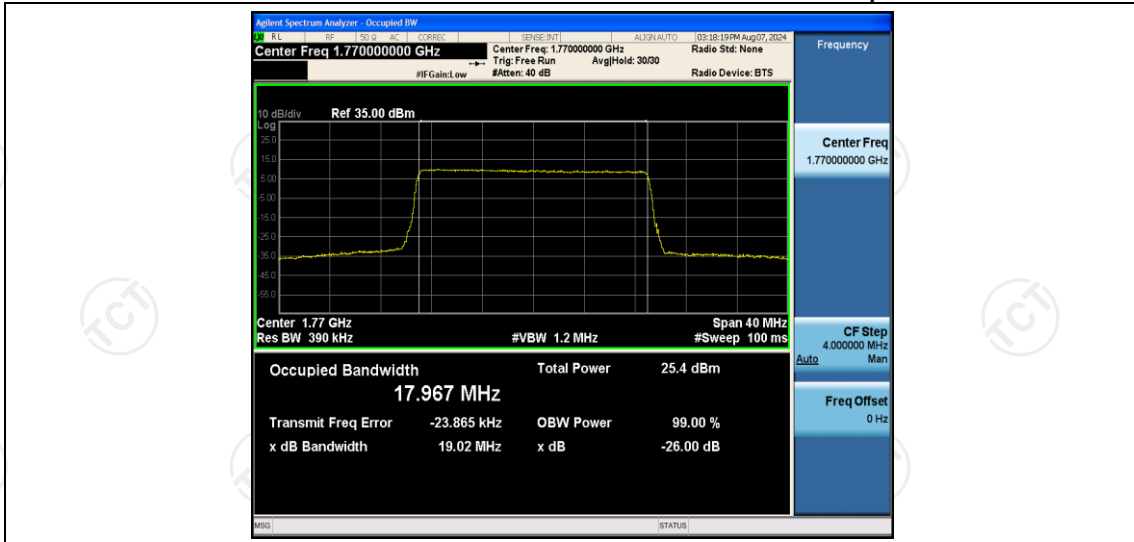 Agilent Spectrum Analyzer - Occupied BW
LXI RL RF 50 Ω AC CORREC SENSE:INT ALIGN AUTO 03:18:19 PM Aug 07, 2024
Center Freq 1.770000000 GHz
Center Freq: 1.770000000 GHz
Radio Std: None
Trig: Free Run Avg|Hold: 30/30
#IFGain:Low #Atten: 40 dB Radio Device: BTS
10 dB/div Ref 35.00 dBm
Log
25.0
15.0
5.00
-5.00
-15.0
-25.0
-35.0
-45.0
-55.0
Center 1.77 GHz Span 40 MHz
Res BW 390 kHz #VBW 1.2 MHz #Sweep 100 ms
Occupied Bandwidth Total Power 25.4 dBm
17.967 MHz
Transmit Freq Error -23.865 kHz OBW Power 99.00 %
x dB Bandwidth 19.02 MHz x dB -26.00 dB
MSG STATUS
Frequency
Center Freq
1.770000000 GHz
CF Step
4.000000 MHz
Auto Man
Freq Offset
0 Hz
TCT
TCT